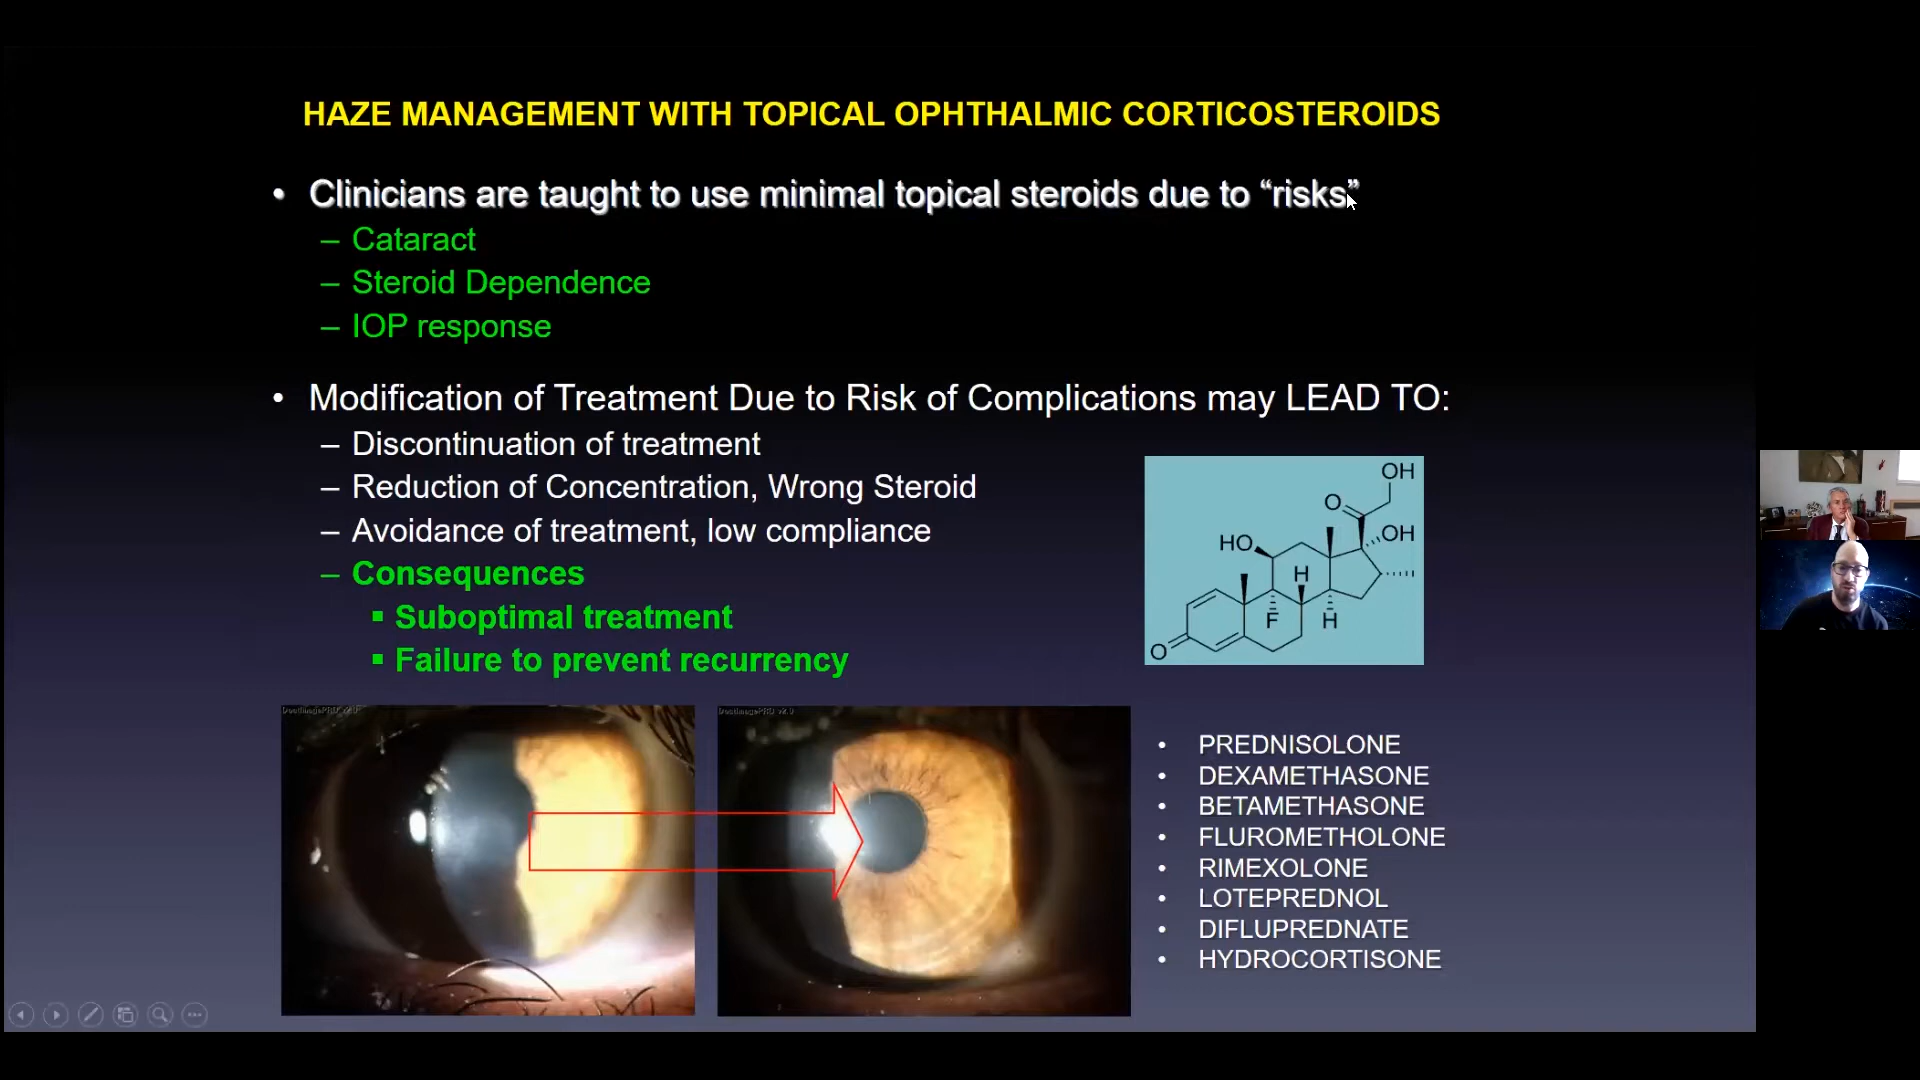 HAZE MANAGEMENT WITH TOPICAL OPHTHALMIC CORTICOSTEROIDS
• Clinicians are taught to use minimal topical steroids due to “risks”
– Cataract
– Steroid Dependence
– IOP response
• Modification of Treatment Due to Risk of Complications may LEAD TO:
– Discontinuation of treatment
– Reduction of Concentration, Wrong Steroid
– Avoidance of treatment, low compliance
– Consequences
▪ Suboptimal treatment
▪ Failure to prevent recurrency
OH
O
OH
HO
H
F
H
O
• PREDNISOLONE
• DEXAMETHASONE
• BETAMETHASONE
• FLUROMETHOLONE
• RIMEXOLONE
• LOTEPREDNOL
• DIFLUPREDNATE
• HYDROCORTISONE